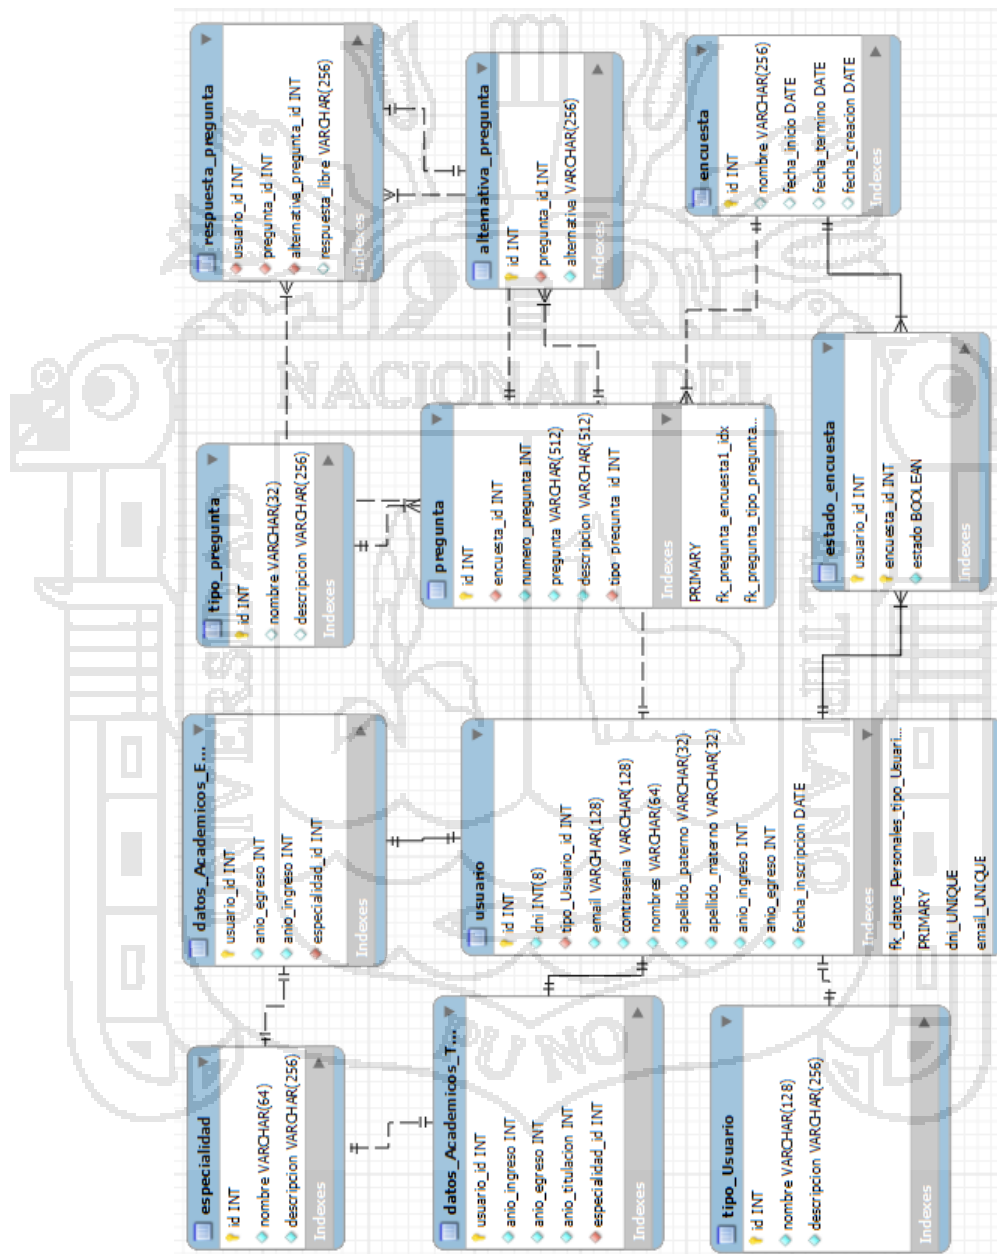 especialidad
id INT
nombre VARCHAR(64)
descripcion VARCHAR(256)
Indexes
datos_Academicos_E...
usuario_id INT
anio_egreso INT
anio_ingreso INT
especialidad_id INT
Indexes
tipo_pregunta
id INT
nombre VARCHAR(32)
descripcion VARCHAR(256)
Indexes
respuesta_pregunta
usuario_id INT
pregunta_id INT
alternativa_pregunta_id INT
respuesta_libre VARCHAR(256)
Indexes
datos_Academicos_T...
usuario_id INT
anio_ingreso INT
anio_egreso INT
anio_titulacion INT
especialidad_id INT
Indexes
usuario
id INT
dni INT(8)
tipo_Usuario_id INT
email VARCHAR(128)
contrasenia VARCHAR(128)
nombres VARCHAR(64)
apellido_paterno VARCHAR(32)
apellido_materno VARCHAR(32)
anio_ingreso INT
anio_egreso INT
fecha_inscripcion DATE
Indexes
fk_datos_Personales_tipo_Usuari...
PRIMARY
dni_UNIQUE
email_UNIQUE
pregunta
id INT
encuesta_id INT
numero_pregunta INT
pregunta VARCHAR(512)
descripcion VARCHAR(512)
tipo_pregunta_id INT
Indexes
PRIMARY
fk_pregunta_encuesta1_idx
fk_pregunta_tipo_pregunta...
alternativa_pregunta
id INT
pregunta_id INT
alternativa VARCHAR(256)
Indexes
tipo_Usuario
id INT
nombre VARCHAR(128)
descripcion VARCHAR(256)
Indexes
estado_encuesta
usuario_id INT
encuesta_id INT
estado BOOLEAN
Indexes
encuesta
id INT
nombre VARCHAR(256)
fecha_inicio DATE
fecha_termino DATE
fecha_creacion DATE
Indexes
UNIVERSIDAD
NACIONAL DEL
PUNO